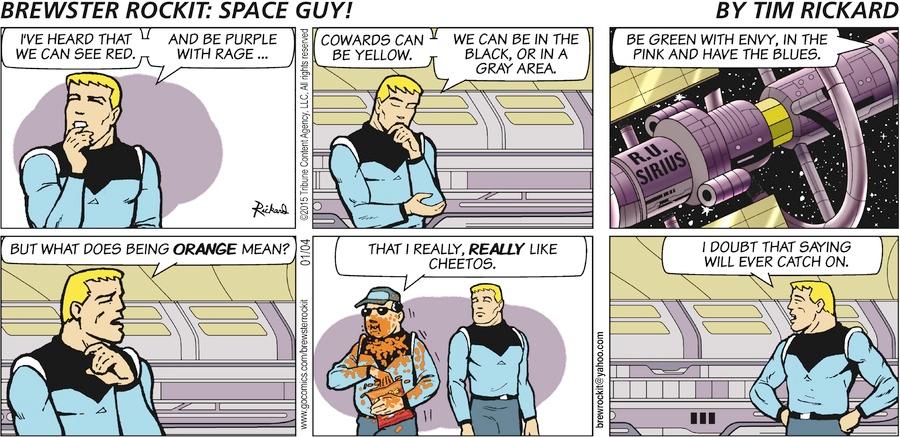 BREWSTER ROCKIT: SPACE GUY!
BY TIM RICKARD
I'VE HEARD THAT
WE CAN SEE RED.
AND BE PURPLE
WITH RAGE ...
Rickard
©2015 Tribune Content Agency, LLC. All rights reserved
COWARDS CAN
BE YELLOW.
WE CAN BE IN THE
BLACK, OR IN A
GRAY AREA.
BE GREEN WITH ENVY, IN THE
PINK AND HAVE THE BLUES.
R.U.
SIRIUS
BUT WHAT DOES BEING ORANGE MEAN?
01/04
www.gocomics.com/brewsterrockit
THAT I REALLY, REALLY LIKE
CHEETOS.
brewrockit@yahoo.com
I DOUBT THAT SAYING
WILL EVER CATCH ON.